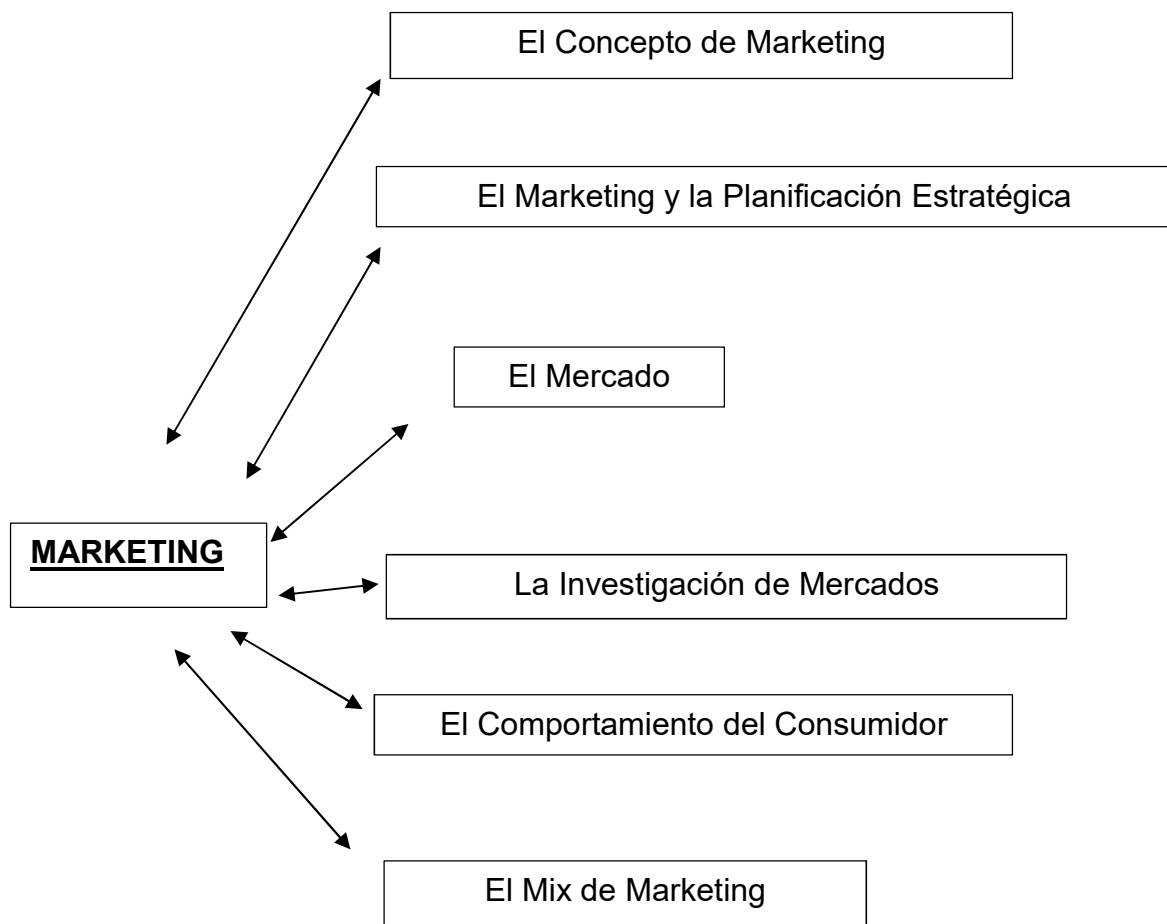 El Concepto de Marketing
El Marketing y la Planificación Estratégica
El Mercado
MARKETING
La Investigación de Mercados
El Comportamiento del Consumidor
El Mix de Marketing